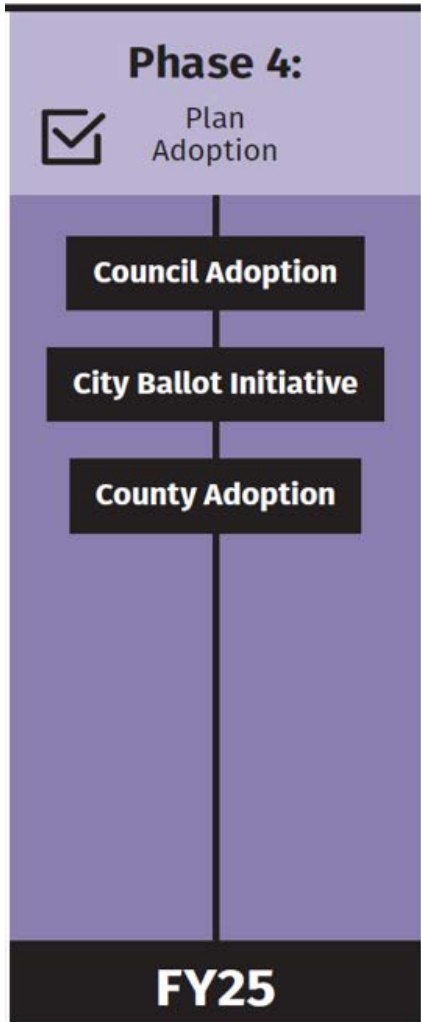 Phase 4:
Plan
Adoption
Council Adoption
City Ballot Initiative
County Adoption
FY25